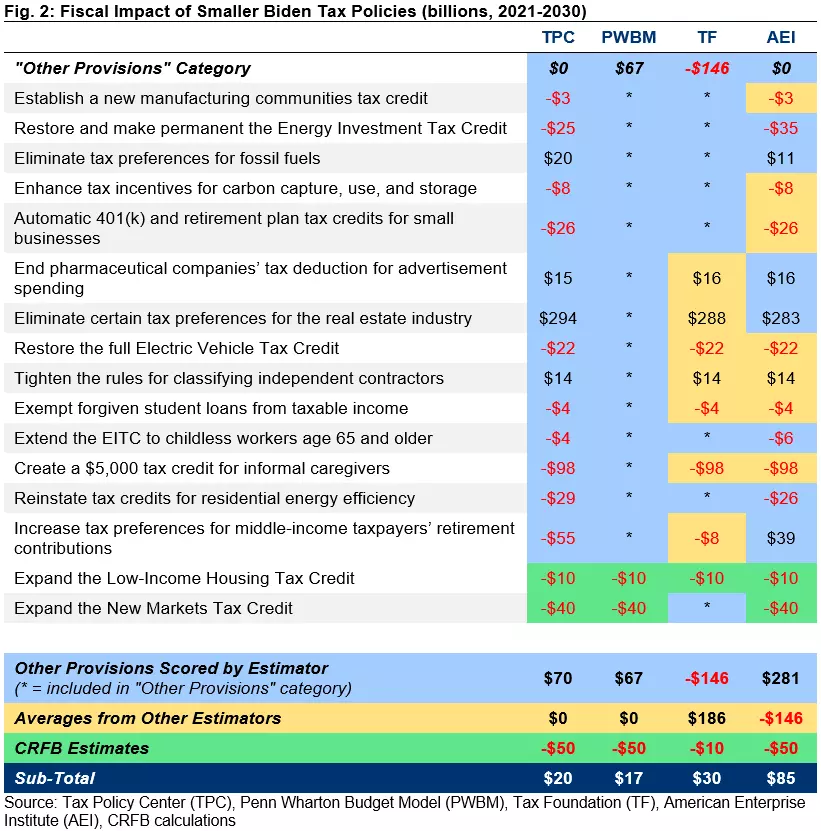 Fig. 2: Fiscal Impact of Smaller Biden Tax Policies (billions, 2021-2030)
TPC PWBM TF AEI
"Other Provisions" Category $0 $67 -$146 $0
Establish a new manufacturing communities tax credit -$3 * * -$3
Restore and make permanent the Energy Investment Tax Credit -$25 * * -$35
Eliminate tax preferences for fossil fuels $20 * * $11
Enhance tax incentives for carbon capture, use, and storage -$8 * * -$8
Automatic 401(k) and retirement plan tax credits for small
businesses -$26 * * -$26
End pharmaceutical companies’ tax deduction for advertisement
spending $15 * $16 $16
Eliminate certain tax preferences for the real estate industry $294 * $288 $283
Restore the full Electric Vehicle Tax Credit -$22 * -$22 -$22
Tighten the rules for classifying independent contractors $14 * $14 $14
Exempt forgiven student loans from taxable income -$4 * -$4 -$4
Extend the EITC to childless workers age 65 and older -$4 * * -$6
Create a $5,000 tax credit for informal caregivers -$98 * -$98 -$98
Reinstate tax credits for residential energy efficiency -$29 * * -$26
Increase tax preferences for middle-income taxpayers’ retirement
contributions -$55 * -$8 $39
Expand the Low-Income Housing Tax Credit -$10 -$10 -$10 -$10
Expand the New Markets Tax Credit -$40 -$40 * -$40
Other Provisions Scored by Estimator
(* = included in "Other Provisions" category) $70 $67 -$146 $281
Averages from Other Estimators $0 $0 $186 -$146
CRFB Estimates -$50 -$50 -$10 -$50
Sub-Total $20 $17 $30 $85
Source: Tax Policy Center (TPC), Penn Wharton Budget Model (PWBM), Tax Foundation (TF), American Enterprise
Institute (AEI), CRFB calculations